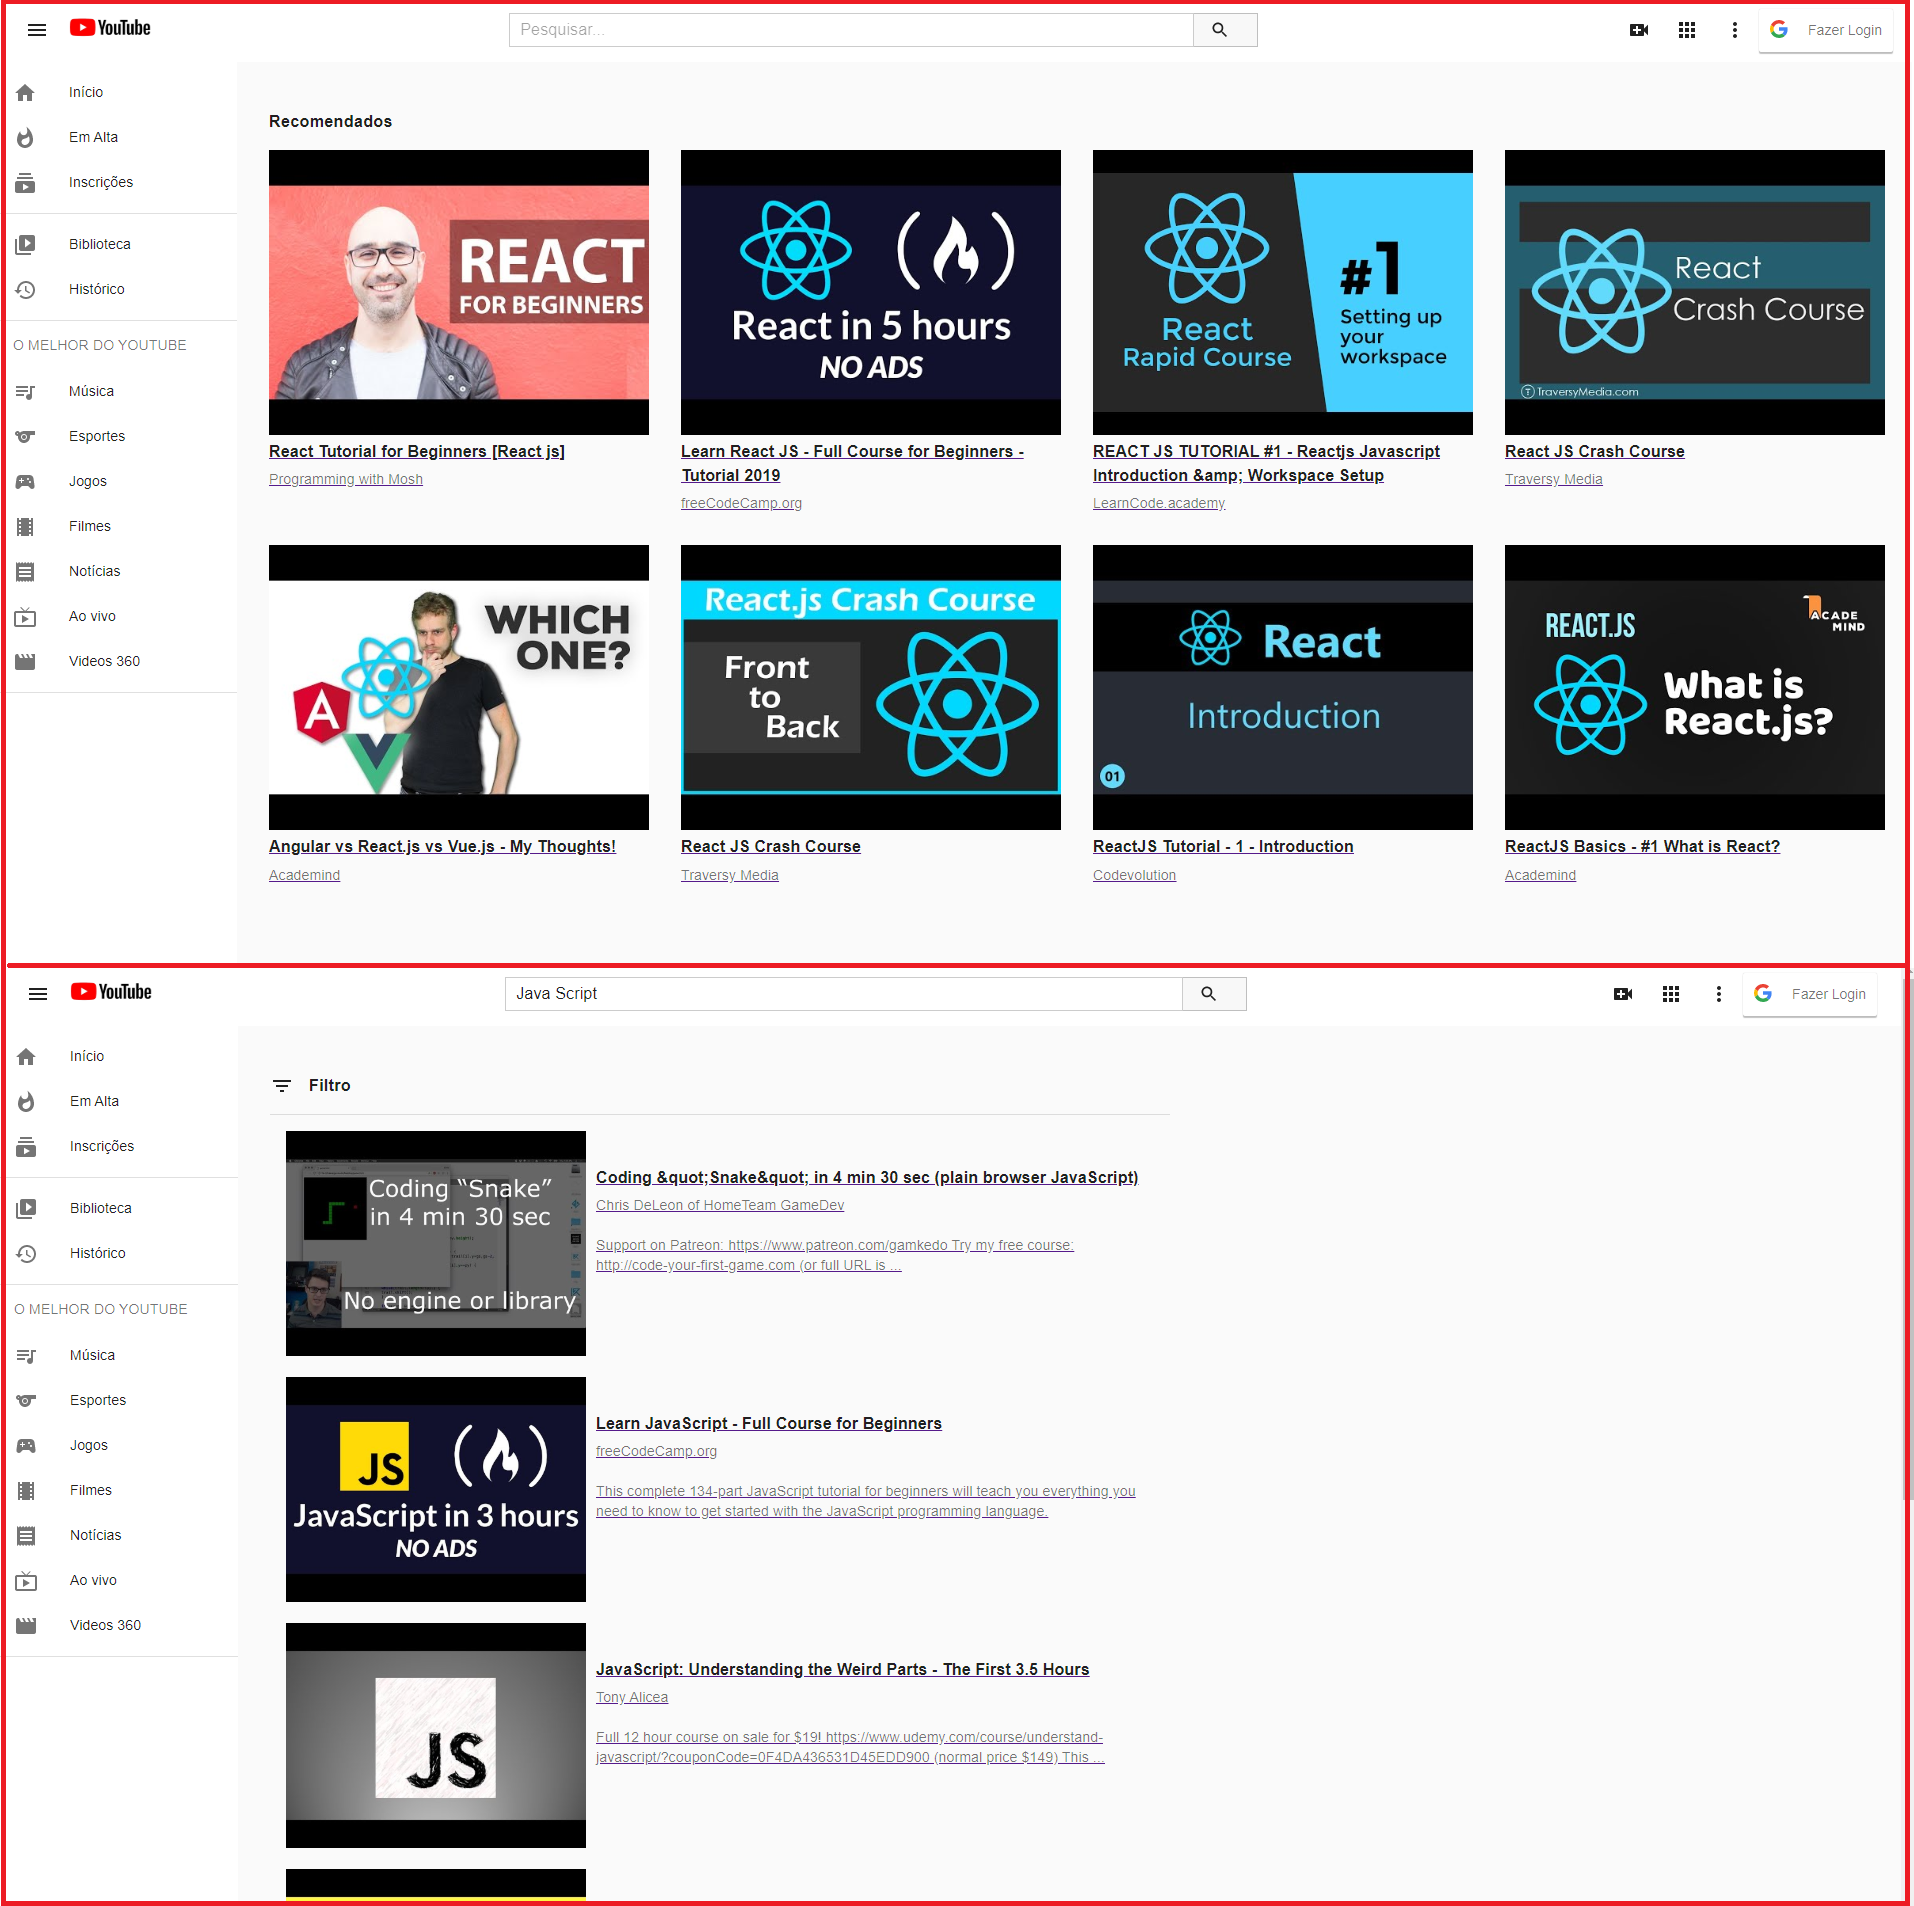 YouTube
Pesquisar...
Fazer Login
Início
Em Alta
Inscrições
Biblioteca
Histórico
O MELHOR DO YOUTUBE
Música
Esportes
Jogos
Filmes
Notícias
Ao vivo
Videos 360
Recomendados
REACT
FOR BEGINNERS
React Tutorial for Beginners [React js]
Programming with Mosh
React in 5 hours
NO ADS
Learn React JS - Full Course for Beginners -
Tutorial 2019
freeCodeCamp.org
React
Rapid Course
#1
Setting up
your
workspace
REACT JS TUTORIAL #1 - Reactjs Javascript
Introduction &amp; Workspace Setup
LearnCode.academy
React
Crash Course
TraversyMedia.com
React JS Crash Course
Traversy Media
WHICH
ONE?
Angular vs React.js vs Vue.js - My Thoughts!
Academind
React.js Crash Course
Front
to
Back
React JS Crash Course
Traversy Media
React
Introduction
01
ReactJS Tutorial - 1 - Introduction
Codevolution
REACT.JS
ACADE
MIND
What is
React.js?
ReactJS Basics - #1 What is React?
Academind
YouTube
Java Script
Fazer Login
Início
Em Alta
Inscrições
Biblioteca
Histórico
O MELHOR DO YOUTUBE
Música
Esportes
Jogos
Filmes
Notícias
Ao vivo
Videos 360
Filtro
Coding “Snake”
in 4 min 30 sec
No engine or library
Coding &quot;Snake&quot; in 4 min 30 sec (plain browser JavaScript)
Chris DeLeon of HomeTeam GameDev
Support on Patreon: https://www.patreon.com/gamkedo Try my free course:
http://code-your-first-game.com (or full URL is ...
JS
JavaScript in 3 hours
NO ADS
Learn JavaScript - Full Course for Beginners
freeCodeCamp.org
This complete 134-part JavaScript tutorial for beginners will teach you everything you
need to know to get started with the JavaScript programming language.
JS
JavaScript: Understanding the Weird Parts - The First 3.5 Hours
Tony Alicea
Full 12 hour course on sale for $19! https://www.udemy.com/course/understand-
javascript/?couponCode=0F4DA436531D45EDD900 (normal price $149) This ...